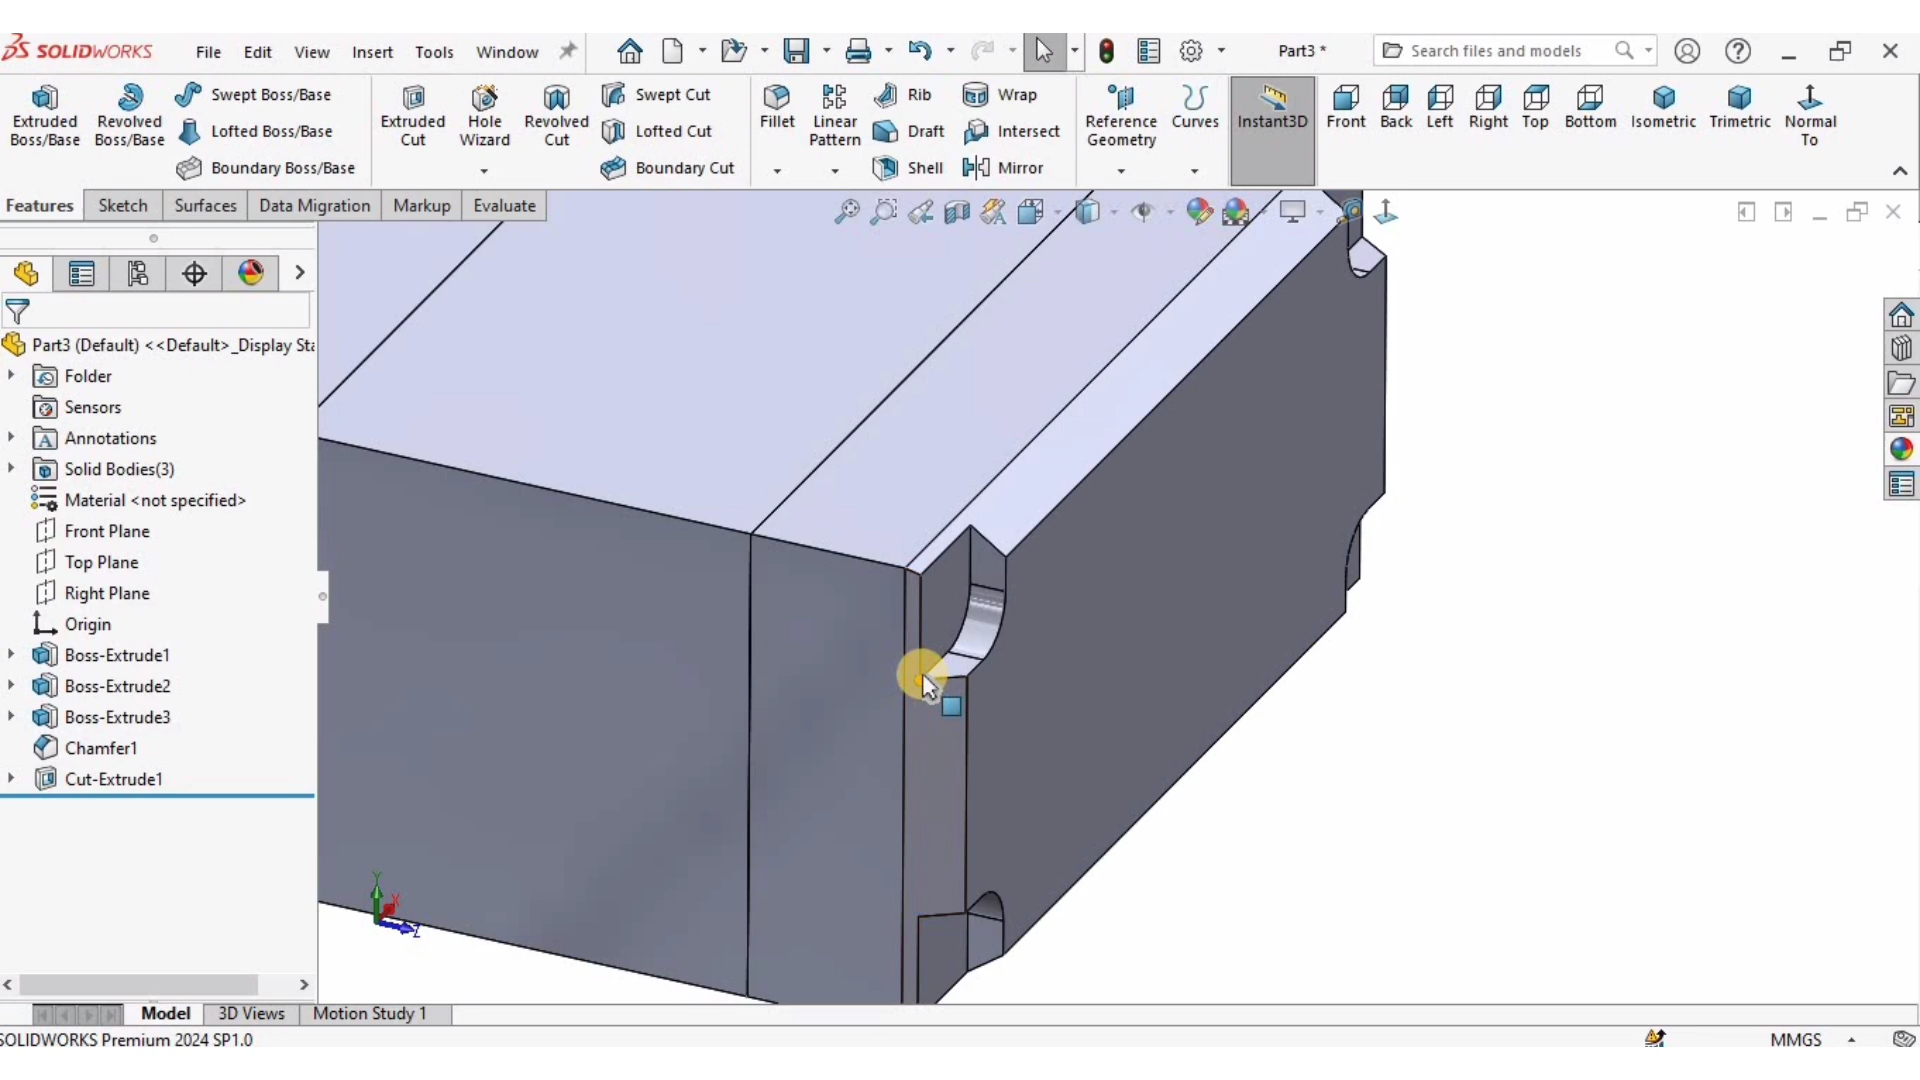 SOLIDWORKS File Edit View Insert Tools Window Part3 * Search files and models
Extruded Boss/Base
Revolved Boss/Base
Swept Boss/Base
Lofted Boss/Base
Boundary Boss/Base
Extruded Cut
Hole Wizard
Revolved Cut
Swept Cut
Lofted Cut
Boundary Cut
Fillet
Linear Pattern
Rib
Draft
Shell
Wrap
Intersect
Mirror
Reference Geometry
Curves
Instant3D
Front
Back
Left
Right
Top
Bottom
Isometric
Trimetric
Normal To
Features Sketch Surfaces Data Migration Markup Evaluate
Part3 (Default) <<Default>_Display Sta
Folder
Sensors
Annotations
Solid Bodies(3)
Material <not specified>
Front Plane
Top Plane
Right Plane
Origin
Boss-Extrude1
Boss-Extrude2
Boss-Extrude3
Chamfer1
Cut-Extrude1
Y
X
Z
Model 3D Views Motion Study 1
SOLIDWORKS Premium 2024 SP1.0 MMGS